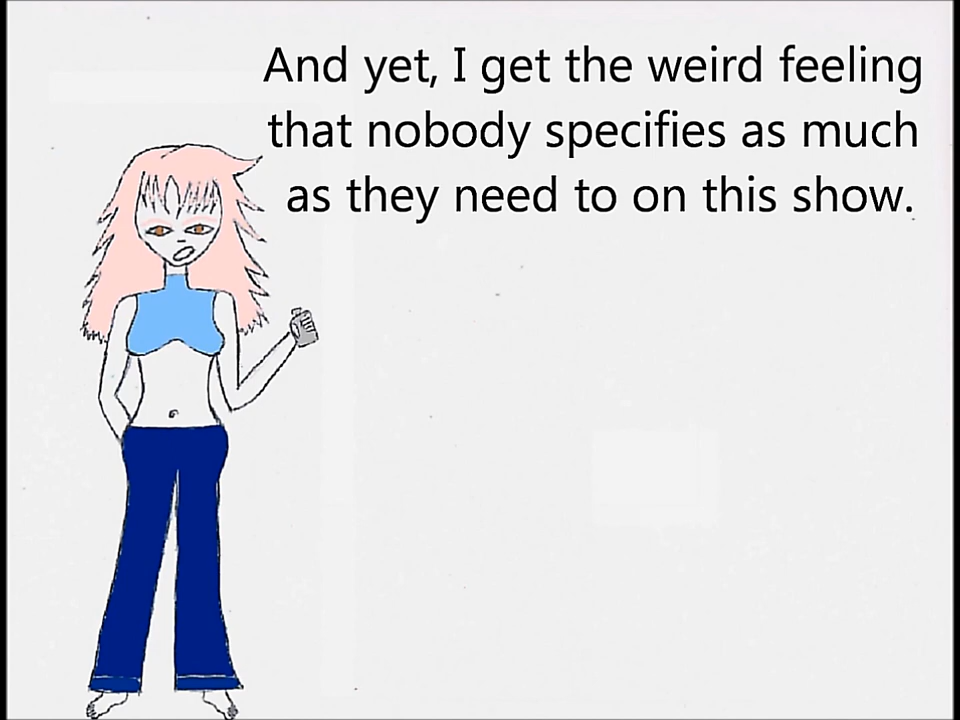 And yet, I get the weird feeling
that nobody specifies as much
as they need to on this show.